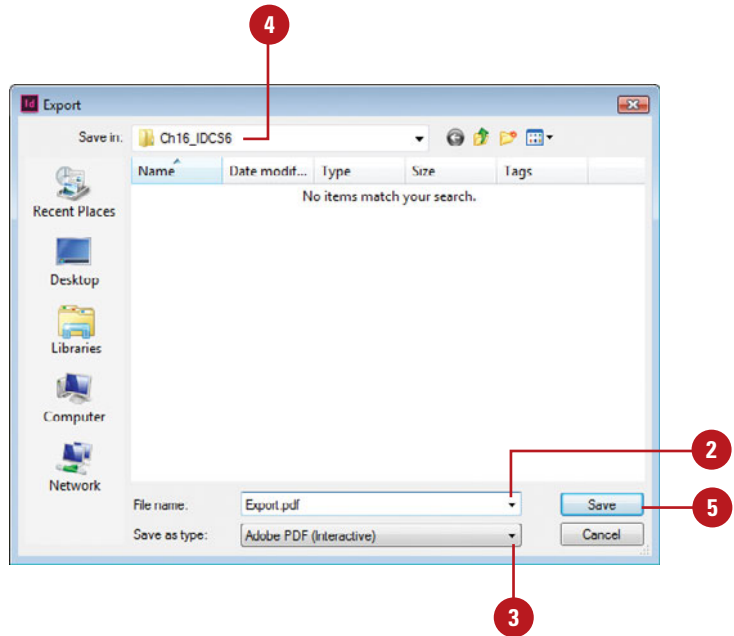 4
Id Export
Save in: Ch16_IDCS6
Name Date modif... Type Size Tags
No items match your search.
Recent Places
Desktop
Libraries
Computer
Network
2
File name: Export.pdf Save
5
Save as type: Adobe PDF (Interactive) Cancel
3